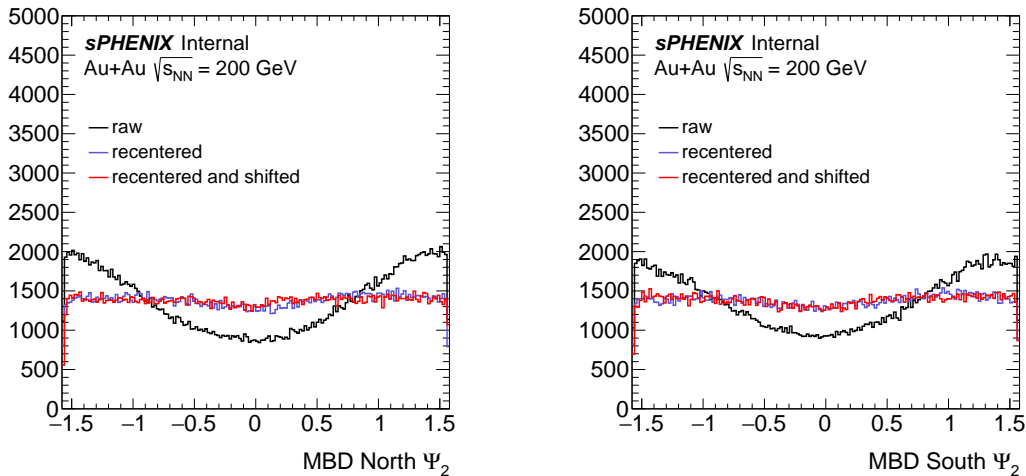 5000
4500
4000
3500
3000
2500
2000
1500
1000
500
0
sPHENIX Internal
Au+Au √s_NN = 200 GeV
raw
recentered
recentered and shifted
−1.5 −1 −0.5 0 0.5 1 1.5
MBD North Ψ₂
5000
4500
4000
3500
3000
2500
2000
1500
1000
500
0
sPHENIX Internal
Au+Au √s_NN = 200 GeV
raw
recentered
recentered and shifted
−1.5 −1 −0.5 0 0.5 1 1.5
MBD South Ψ₂